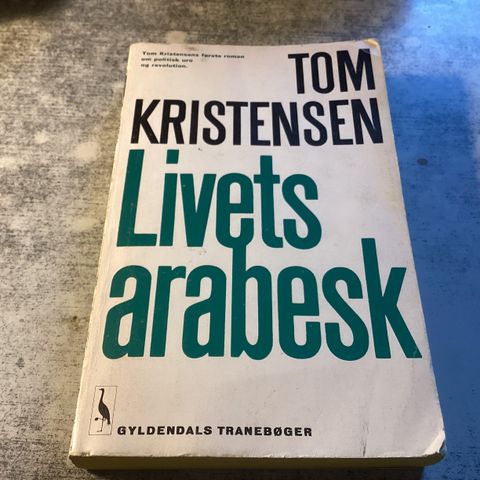 Tom Kristensens første roman
om politisk uro
og revolution.
TOM
KRISTENSEN
Livets
arabesk
GYLDENDALS TRANEBØGER